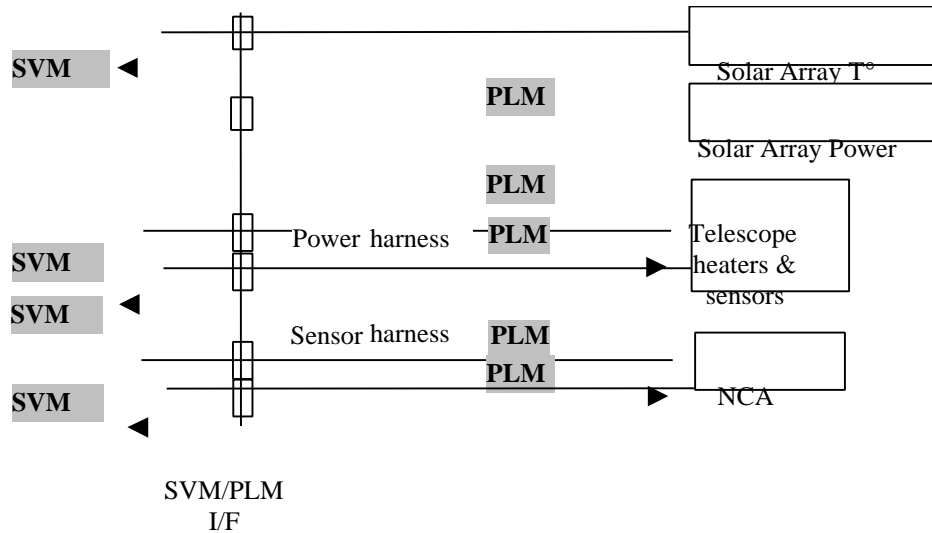 SVM
Solar Array T°
PLM
Solar Array Power
PLM
Power harness
PLM
Telescope
heaters &
sensors
SVM
SVM
Sensor harness
PLM
PLM
SVM
NCA
SVM/PLM
I/F